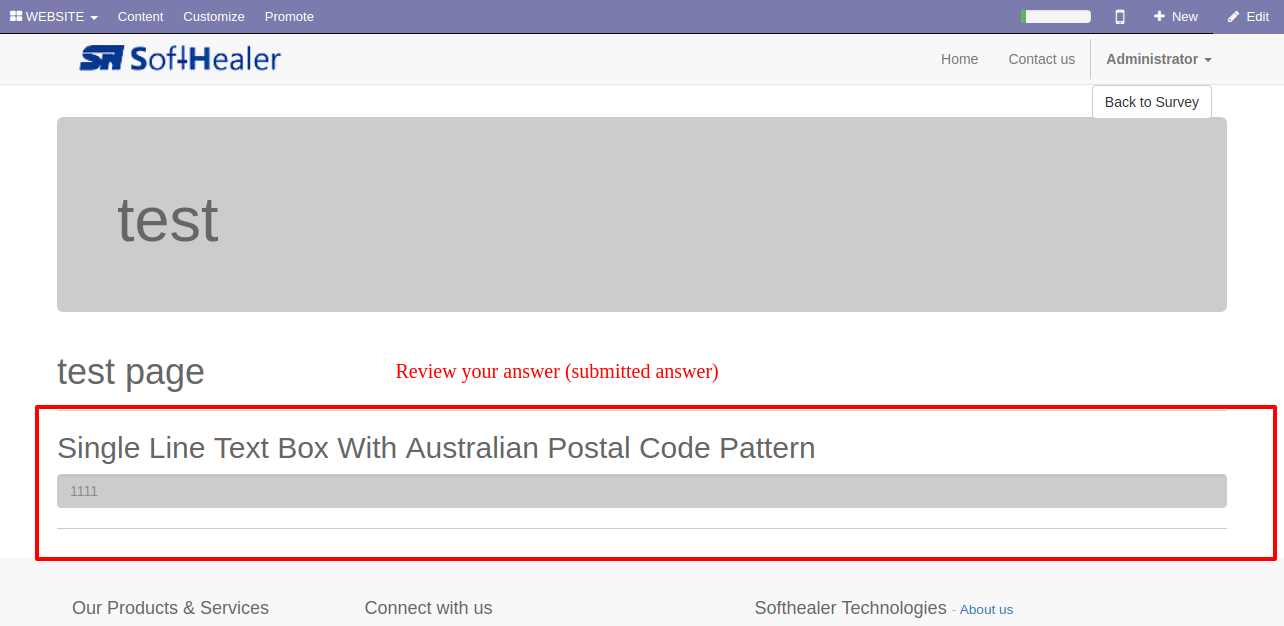 WEBSITE Content Customize Promote New Edit
SoftHealer Home Contact us Administrator
Back to Survey
test
test page Review your answer (submitted answer)
Single Line Text Box With Australian Postal Code Pattern
1111
Our Products & Services Connect with us Softhealer Technologies - About us